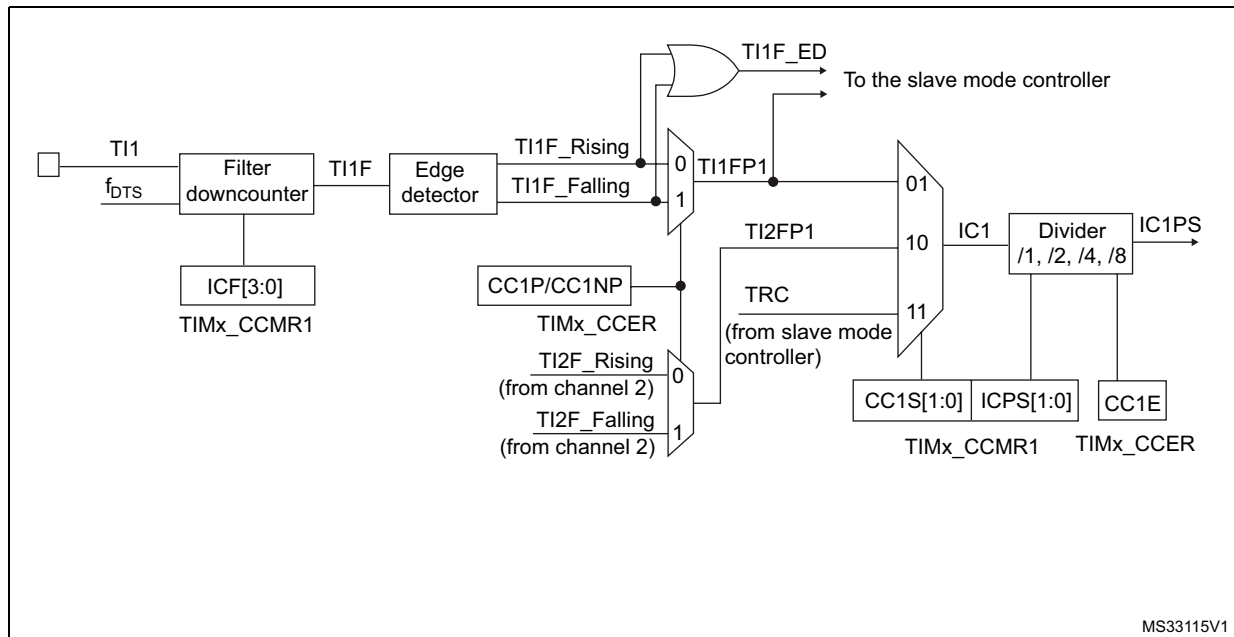 TI1F_ED
To the slave mode controller
TI1
fDTS
Filter
downcounter
TI1F
Edge
detector
TI1F_Rising
TI1F_Falling
0
1
TI1FP1
ICF[3:0]
TIMx_CCMR1
CC1P/CC1NP
TIMx_CCER
TI2F_Rising
(from channel 2)
TI2F_Falling
(from channel 2)
0
1
TI2FP1
TRC
(from slave mode
controller)
01
10
11
IC1
Divider
/1, /2, /4, /8
IC1PS
CC1S[1:0]
ICPS[1:0]
TIMx_CCMR1
CC1E
TIMx_CCER
MS33115V1